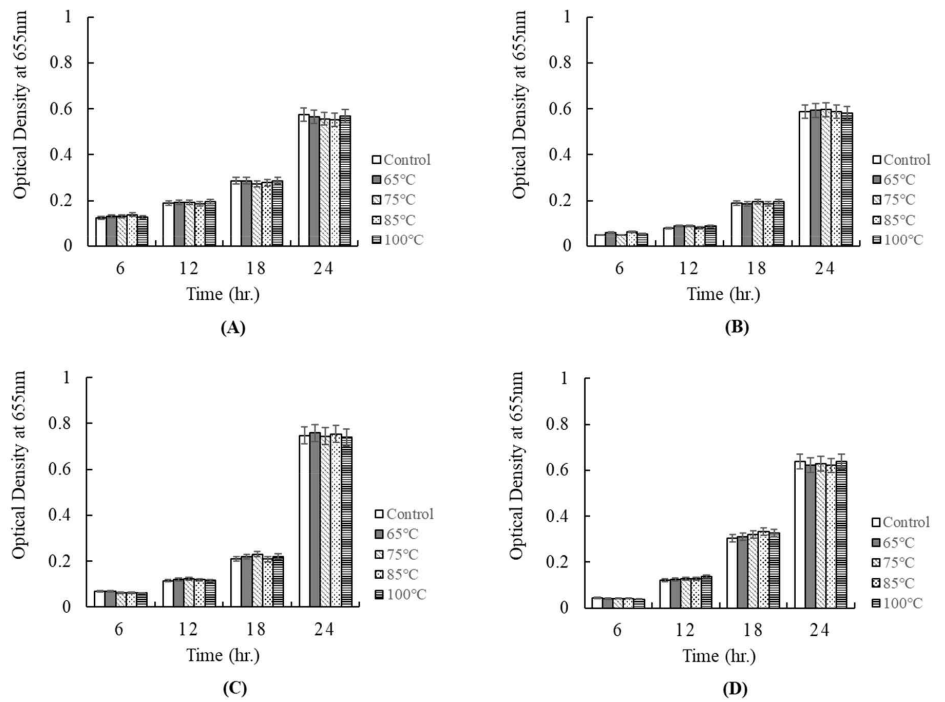 Optical Density at 655nm
1
0.8
0.6
0.4
0.2
0
6 12 18 24
Time (hr.)
Control
65℃
75℃
85℃
100℃
(A)
Optical Density at 655nm
1
0.8
0.6
0.4
0.2
0
6 12 18 24
Time (hr.)
Control
65℃
75℃
85℃
100℃
(B)
Optical Density at 655nm
1
0.8
0.6
0.4
0.2
0
6 12 18 24
Time (hr.)
Control
65℃
75℃
85℃
100℃
(C)
Optical Density at 655nm
1
0.8
0.6
0.4
0.2
0
6 12 18 24
Time (hr.)
Control
65℃
75℃
85℃
100℃
(D)